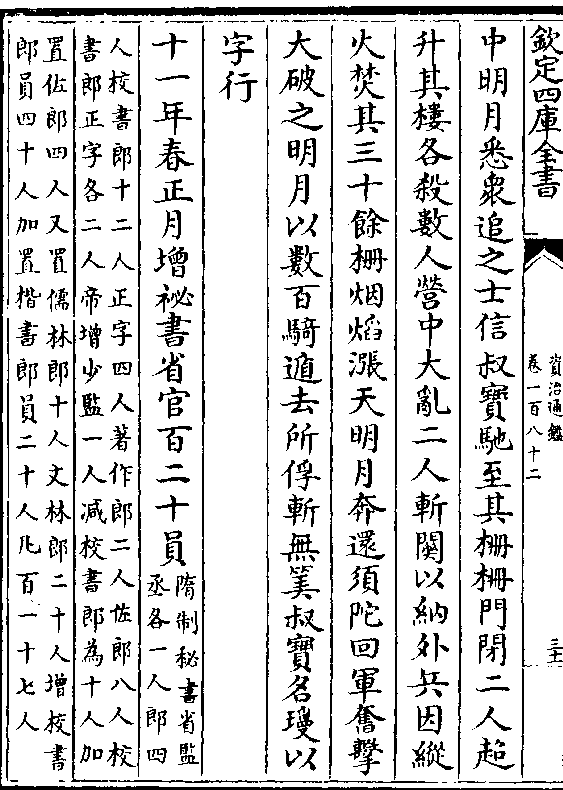 欽定四庫全書
資治通鑑
卷一百八十二
三十
中明月悉衆追之士信叔寶馳至其柵柵門閉二人超
升其樓各殺數人營中大亂二人斬關以納外兵因縱
火焚其三十餘柵烟熖漲天明月奔還須陀回軍奮擊
大破之明月以數百騎遁去所俘斬無筭叔寶名瓊以
字行
十一年春正月增祕書省官百二十員
隋制秘書省監
丞各一人郎四
人校書郎十二人正字四人著作郎二人佐郎八人校
書郎正字各二人帝增少監一人減校書郎為十人加
置佐郎四人又置儒林郎十人文林郎二十人增校書
郎員四十人加置楷書郎員二十人凡百一十七人